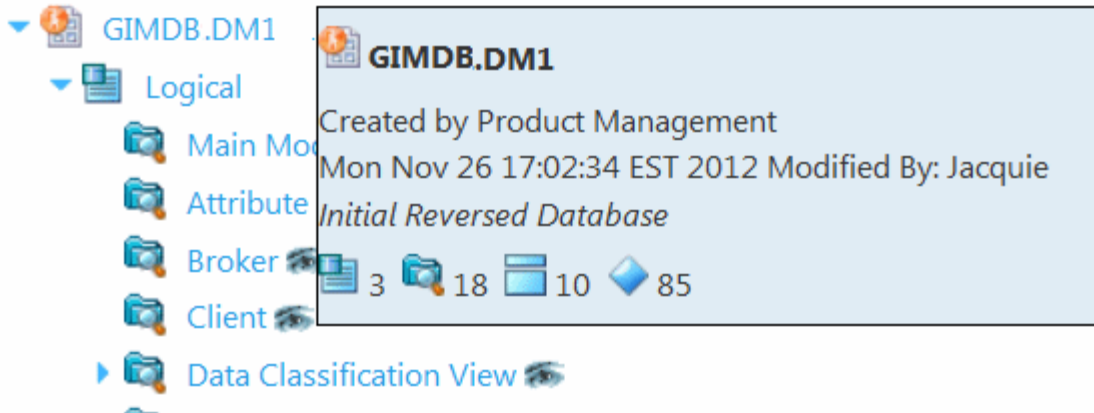 GIMDB.DM1
Logical
Main
Attribute
Broker
Client
Data Classification View
GIMDB.DM1
Created by Product Management
Mon Nov 26 17:02:34 EST 2012 Modified By: Jacquie
Initial Reversed Database
3 18 10 85